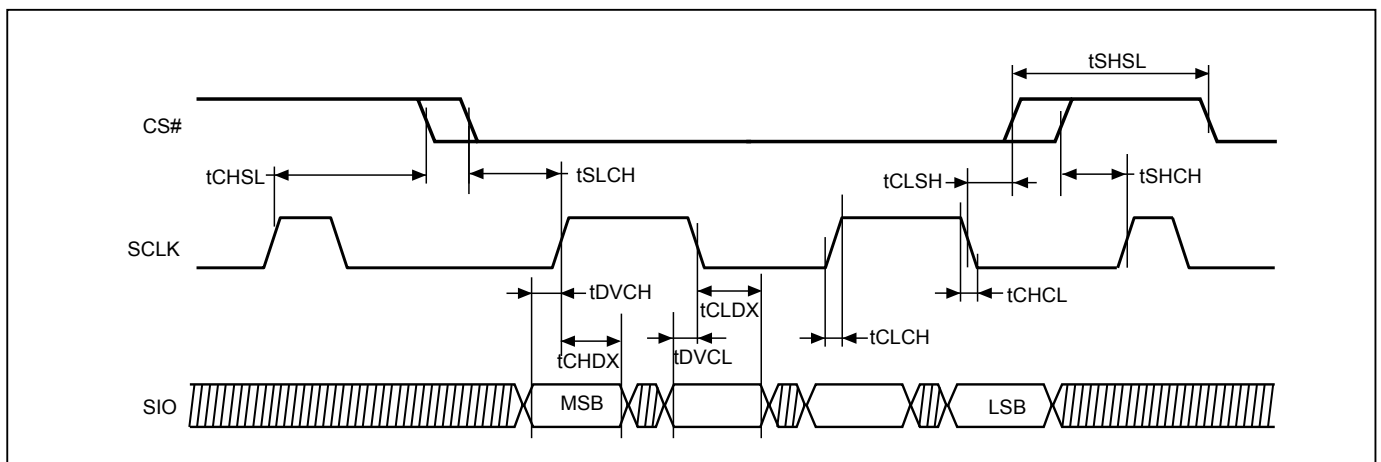 tSHSL
CS#
tCHSL
tSLCH
tCLSH
tSHCH
SCLK
tDVCH
tCLDX
tCHCL
tCHDX
tDVCL
tCLCH
SIO
MSB
LSB